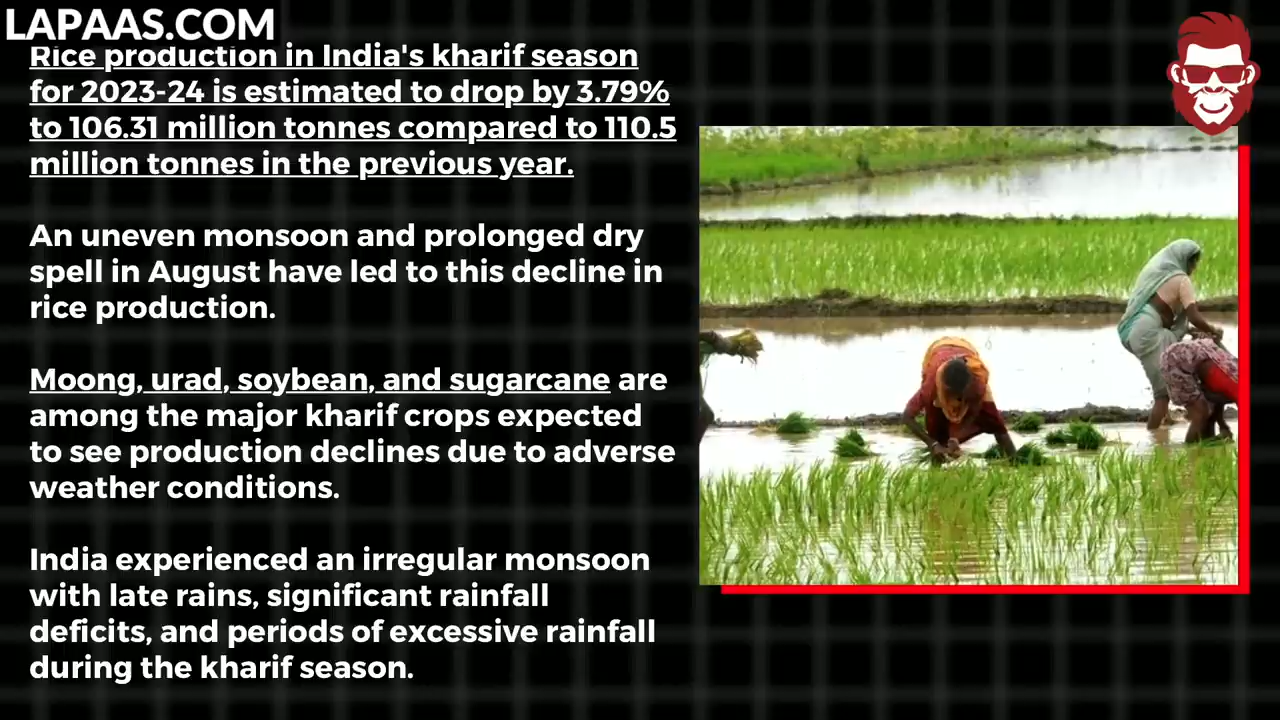 LAPAAS.COM
Rice production in India's kharif season
for 2023-24 is estimated to drop by 3.79%
to 106.31 million tonnes compared to 110.5
million tonnes in the previous year.
An uneven monsoon and prolonged dry
spell in August have led to this decline in
rice production.
Moong, urad, soybean, and sugarcane are
among the major kharif crops expected
to see production declines due to adverse
weather conditions.
India experienced an irregular monsoon
with late rains, significant rainfall
deficits, and periods of excessive rainfall
during the kharif season.